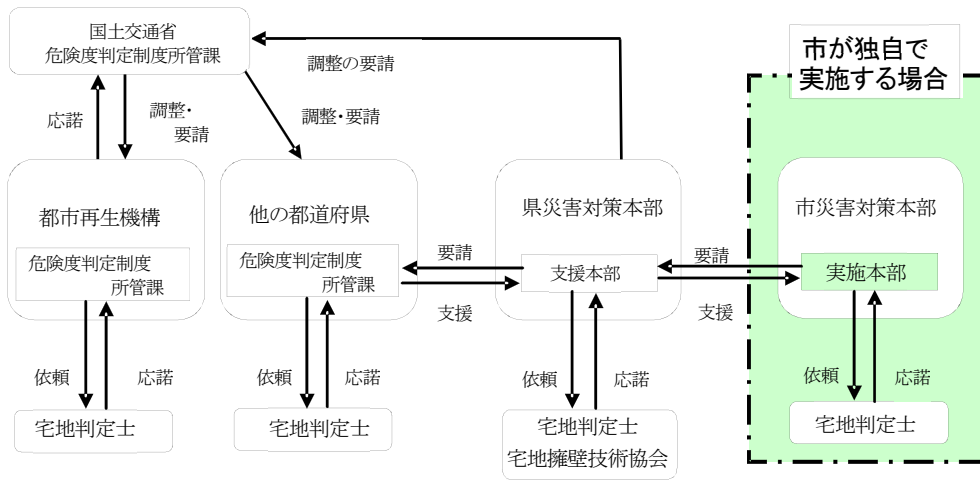 国土交通省
危険度判定制度所管課
調整の要請
市が独自で
実施する場合
応諾
調整・
要請
調整・要請
都市再生機構
危険度判定制度
所管課
他の都道府県
危険度判定制度
所管課
要請
支援
県災害対策本部
支援本部
要請
支援
市災害対策本部
実施本部
依頼
応諾
依頼
応諾
依頼
応諾
依頼
応諾
宅地判定士
宅地判定士
宅地判定士
宅地擁壁技術協会
宅地判定士